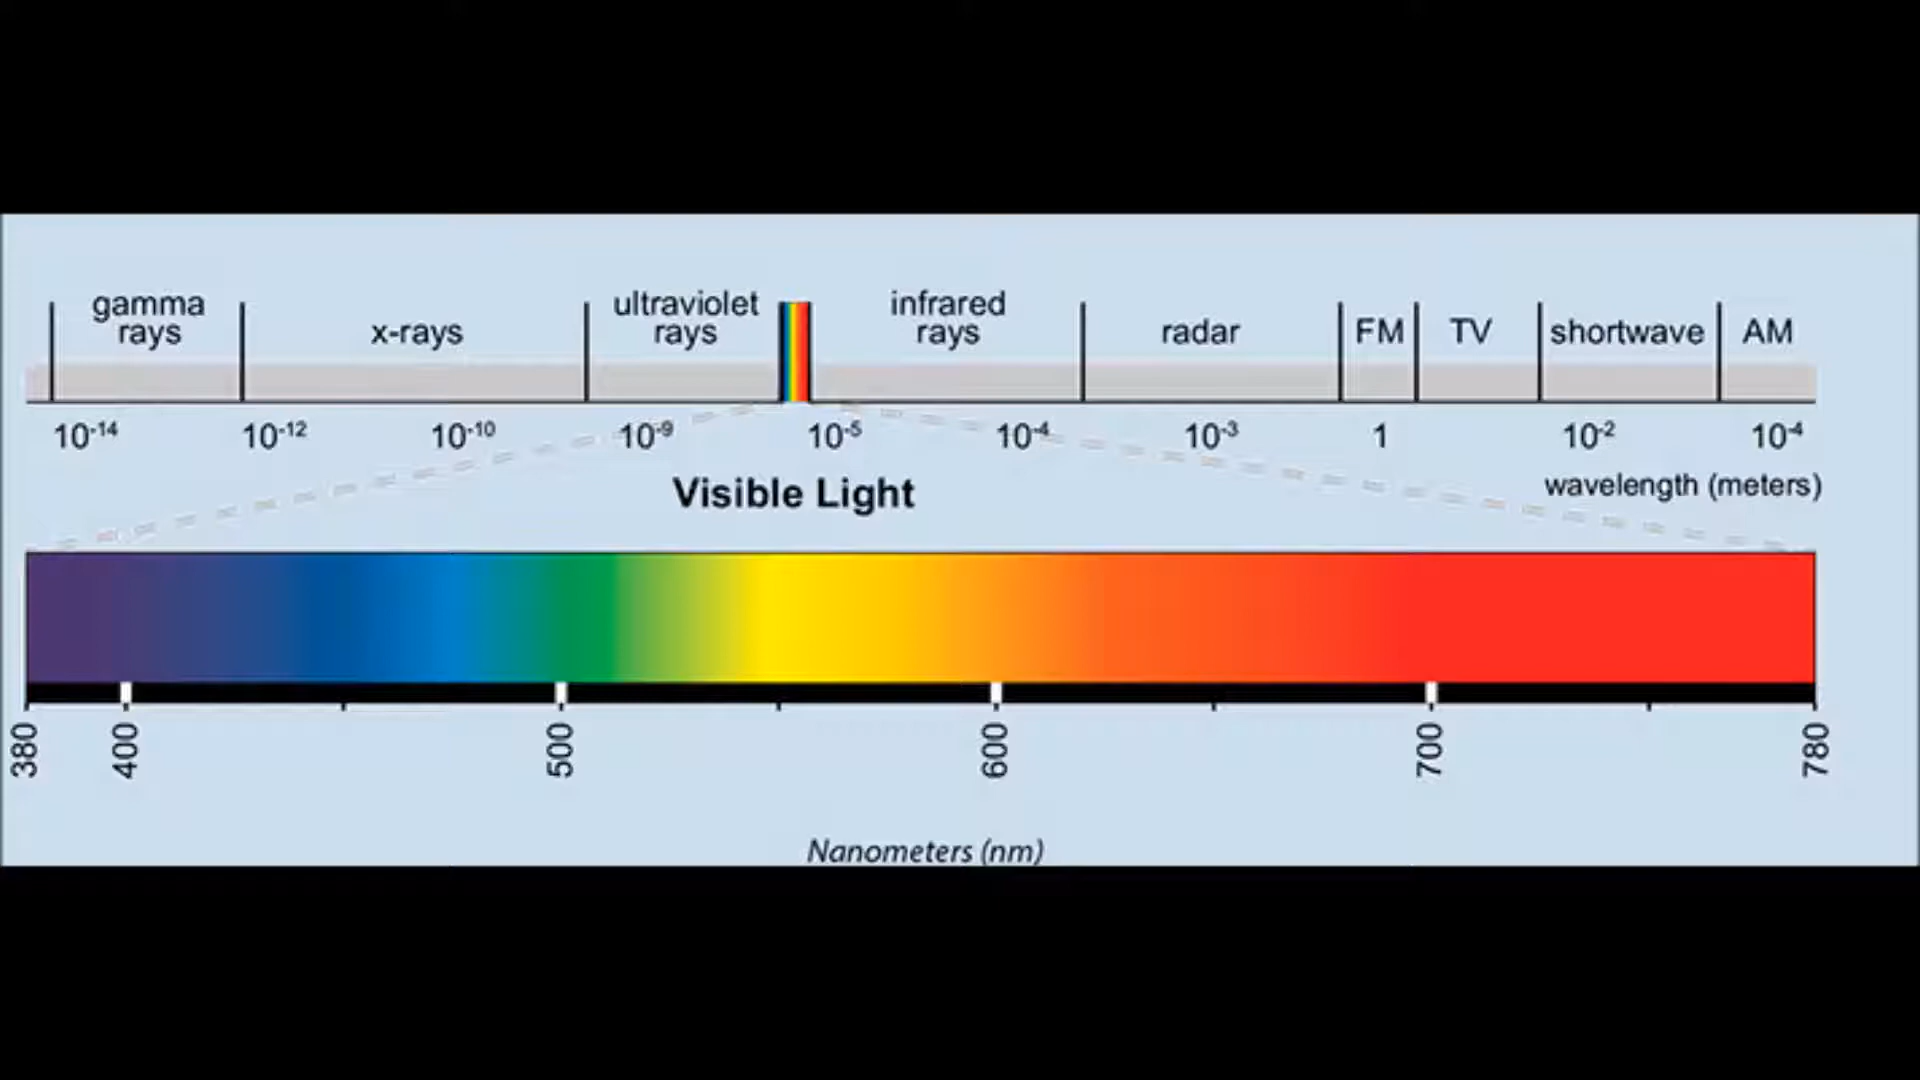 gamma rays x-rays ultraviolet rays infrared rays radar FM TV shortwave AM
10-14 10-12 10-10 10-9 10-5 10-4 10-3 1 10-2 10-4
wavelength (meters)
Visible Light
380 400 500 600 700 780
Nanometers (nm)